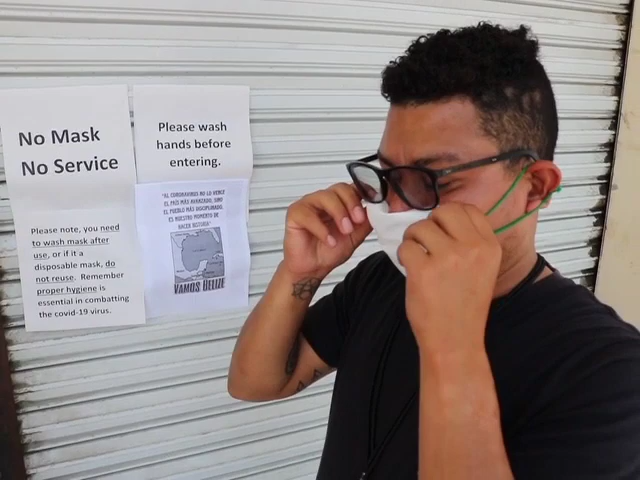 No Mask
No Service
Please note, you need
to wash mask after
use, or if it a
disposable mask, do
not reuse. Remember
proper hygiene is
essential in combatting
the covid-19 virus.
Please wash
hands before
entering.
"AL CORONAVIRUS NO LO VENCE
EL PAÍS MÁS AVANZADO, SINO
EL PUEBLO MÁS DISCIPLINADO.
ES NUESTRO MOMENTO DE
HACER HISTORIA"
VAMOS BELIZE